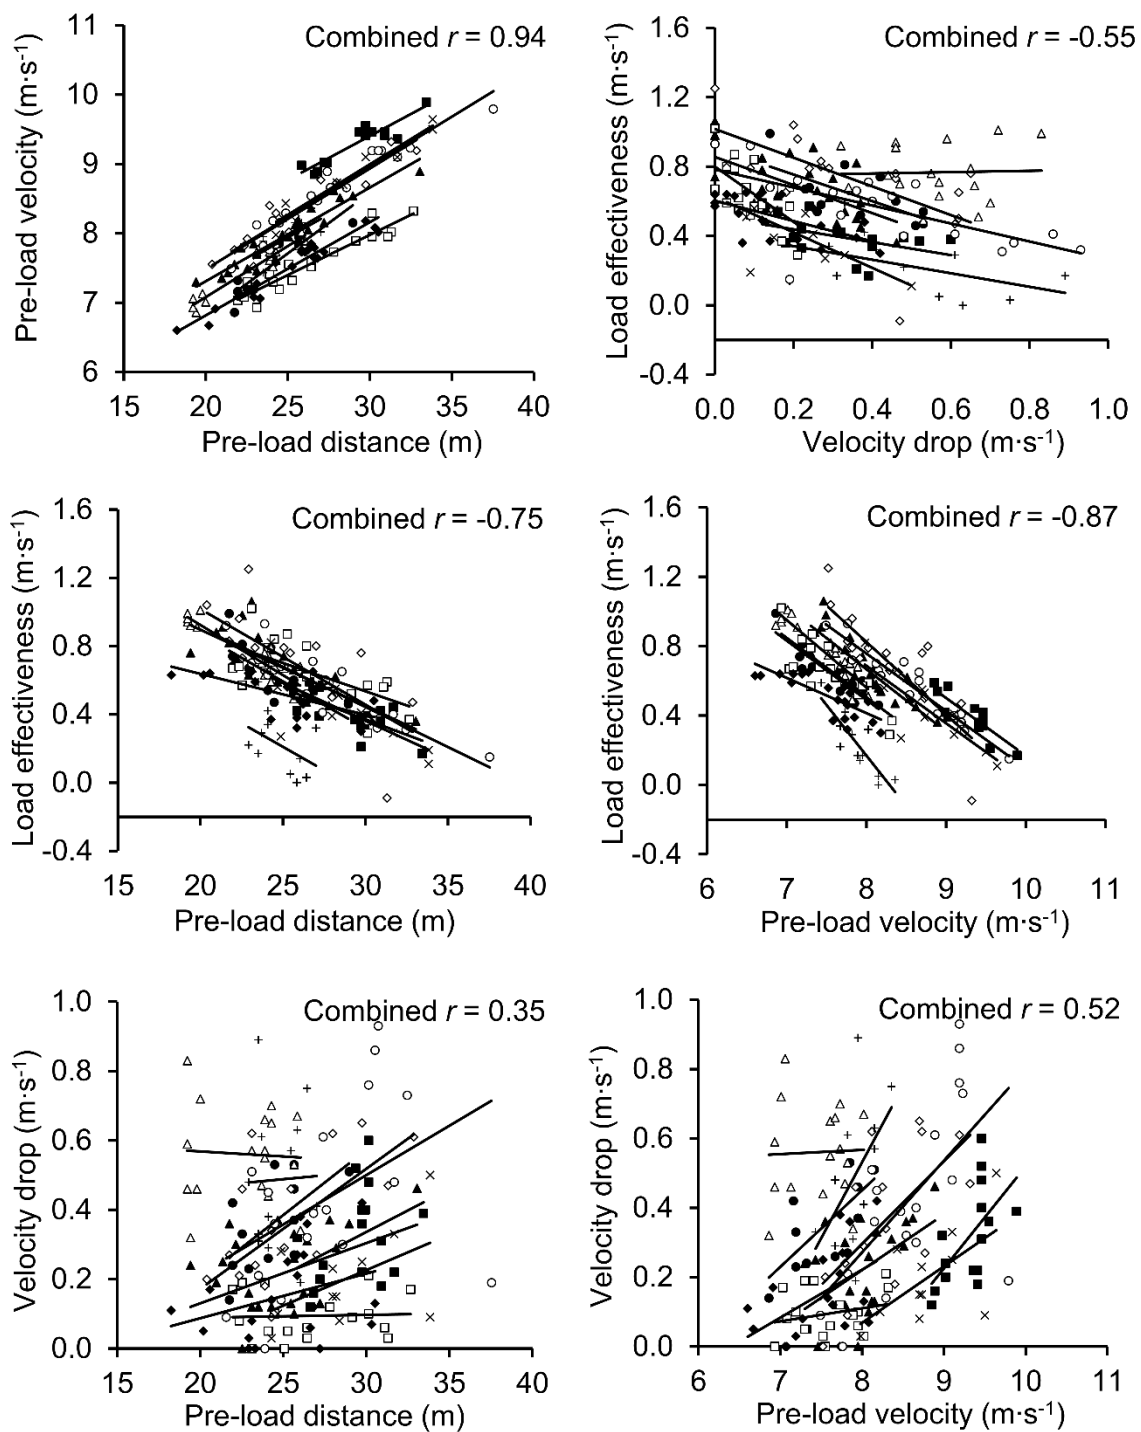 Combined r = 0.94
Pre-load velocity (m·s-1)
11
10
9
8
7
6
15 20 25 30 35 40
Pre-load distance (m)
Combined r = -0.55
Load effectiveness (m·s-1)
1.6
1.2
0.8
0.4
0.0
-0.4
0.0 0.2 0.4 0.6 0.8 1.0
Velocity drop (m·s-1)
Combined r = -0.75
Load effectiveness (m·s-1)
1.6
1.2
0.8
0.4
0.0
-0.4
15 20 25 30 35 40
Pre-load distance (m)
Combined r = -0.87
Load effectiveness (m·s-1)
1.6
1.2
0.8
0.4
0.0
-0.4
6 7 8 9 10 11
Pre-load velocity (m·s-1)
Combined r = 0.35
Velocity drop (m·s-1)
1.0
0.8
0.6
0.4
0.2
0.0
15 20 25 30 35 40
Pre-load distance (m)
Combined r = 0.52
Velocity drop (m·s-1)
1.0
0.8
0.6
0.4
0.2
0.0
6 7 8 9 10 11
Pre-load velocity (m·s-1)